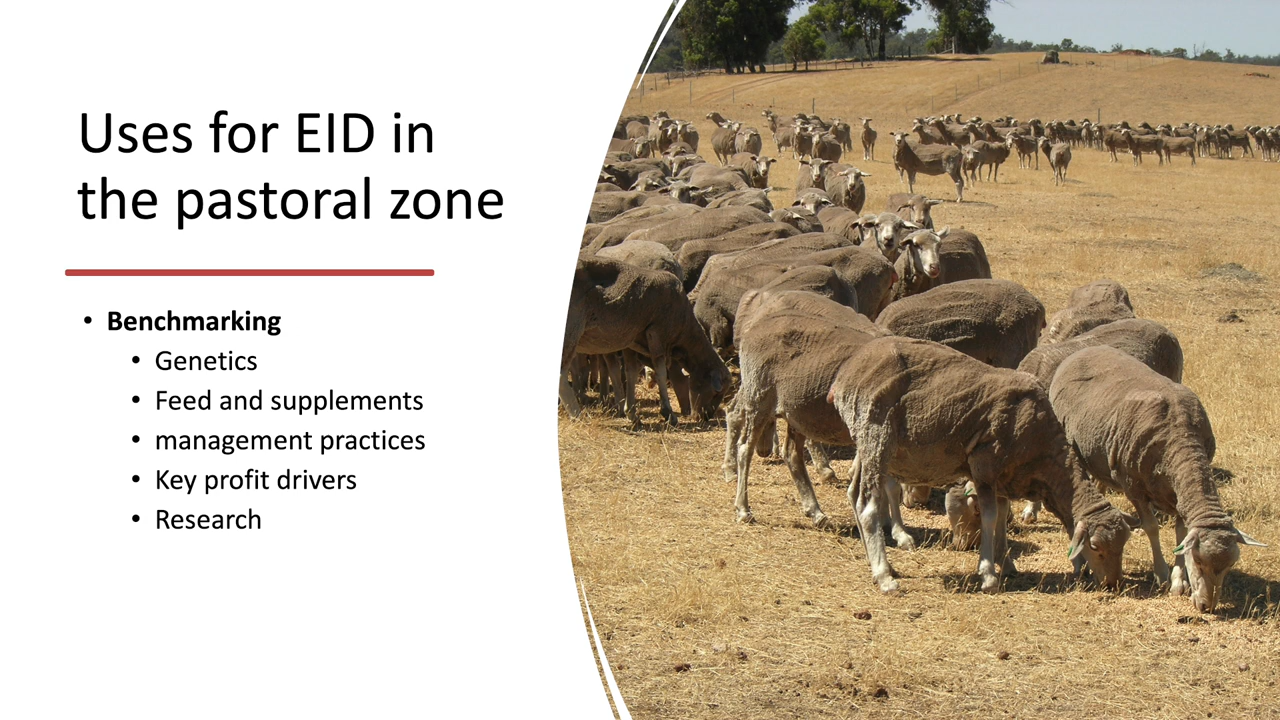 Uses for EID in
the pastoral zone
• Benchmarking
• Genetics
• Feed and supplements
• management practices
• Key profit drivers
• Research